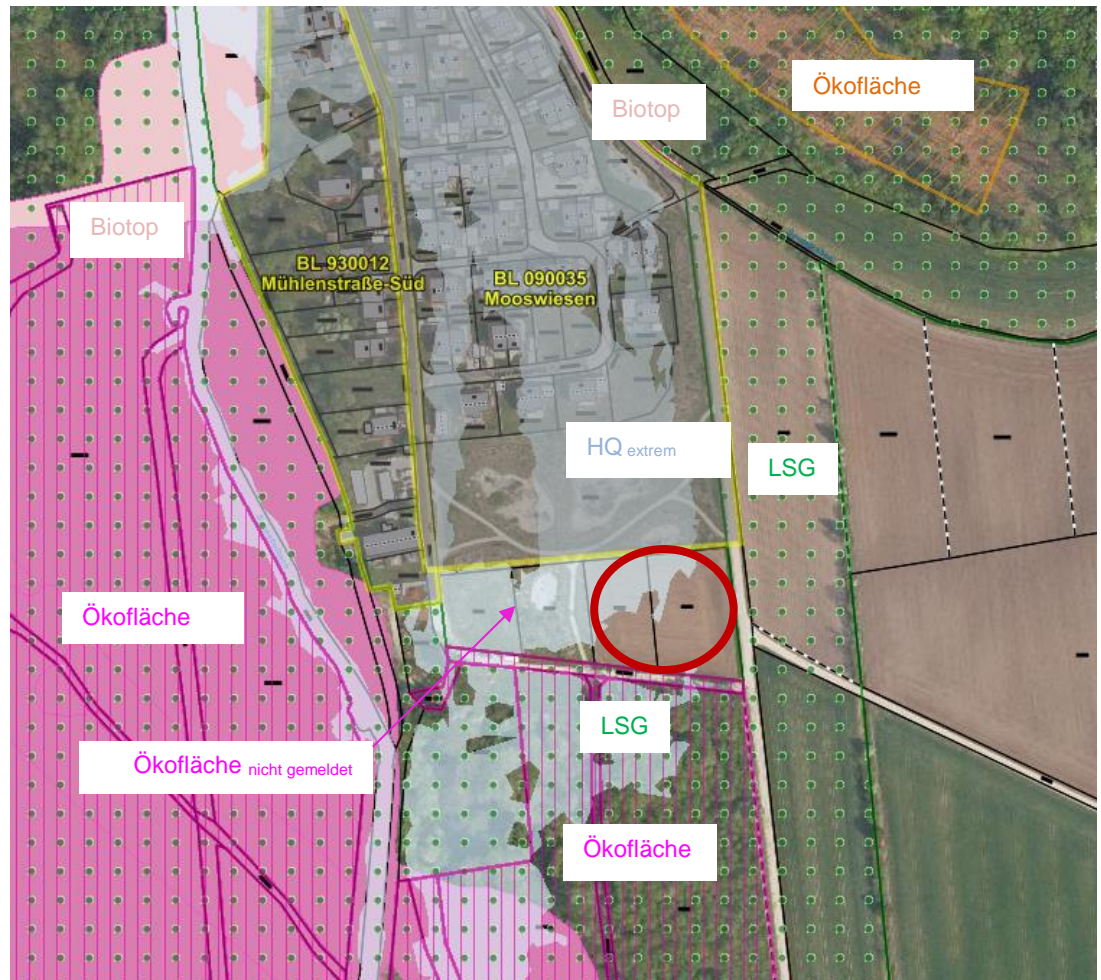 Ökofläche
Biotop
Biotop
BL 930012
Mühlenstraße-Süd
BL 090035
Mooswiesen
HQ extrem
LSG
Ökofläche
LSG
Ökofläche nicht gemeldet
Ökofläche